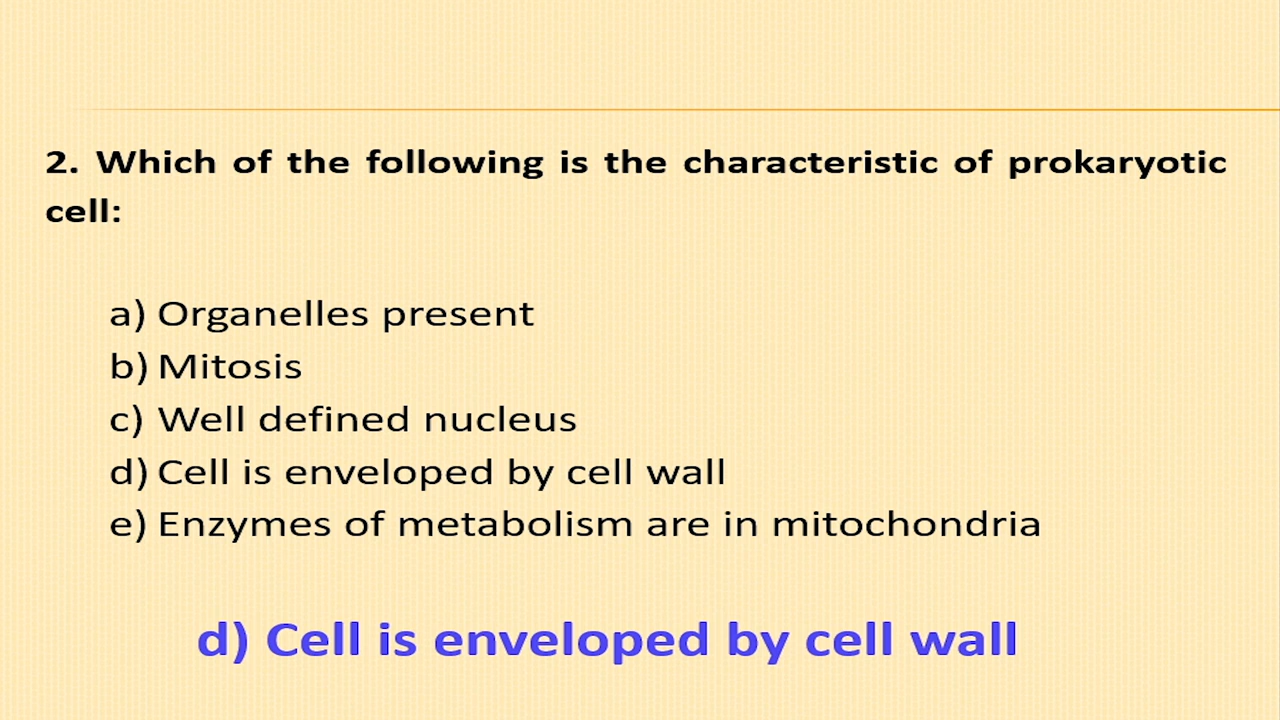 2. Which of the following is the characteristic of prokaryotic
cell:
a) Organelles present
b) Mitosis
c) Well defined nucleus
d) Cell is enveloped by cell wall
e) Enzymes of metabolism are in mitochondria
d) Cell is enveloped by cell wall